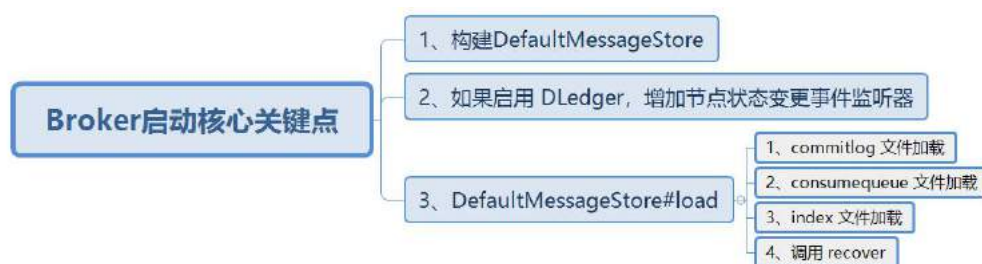 Broker启动核心关键点
1、构建DefaultMessageStore
2、如果启用 DLedger，增加节点状态变更事件监听器
3、DefaultMessageStore#load
1、commitlog 文件加载
2、consumequeue 文件加载
3、index 文件加载
4、调用 recover